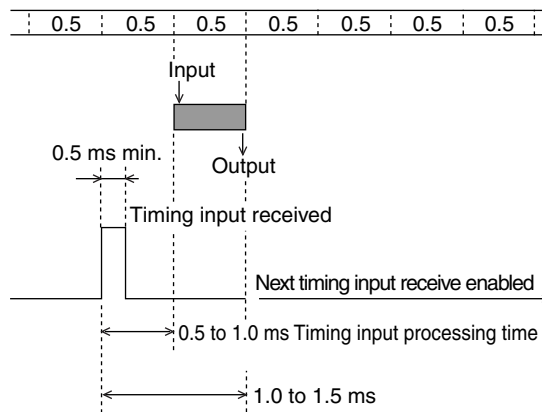 0.5 0.5 0.5 0.5 0.5 0.5 0.5
Input
0.5 ms min.
Output
Timing input received
Next timing input receive enabled
0.5 to 1.0 ms Timing input processing time
1.0 to 1.5 ms